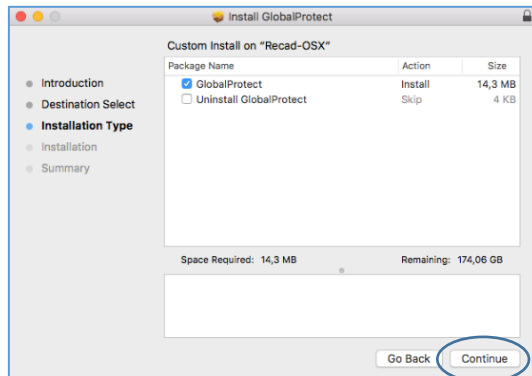 Install GlobalProtect
Custom Install on "Recad-OSX"
Package Name Action Size
GlobalProtect Install 14,3 MB
Uninstall GlobalProtect Skip 4 KB
Introduction
Destination Select
Installation Type
Installation
Summary
Space Required: 14,3 MB Remaining: 174,06 GB
Go Back Continue